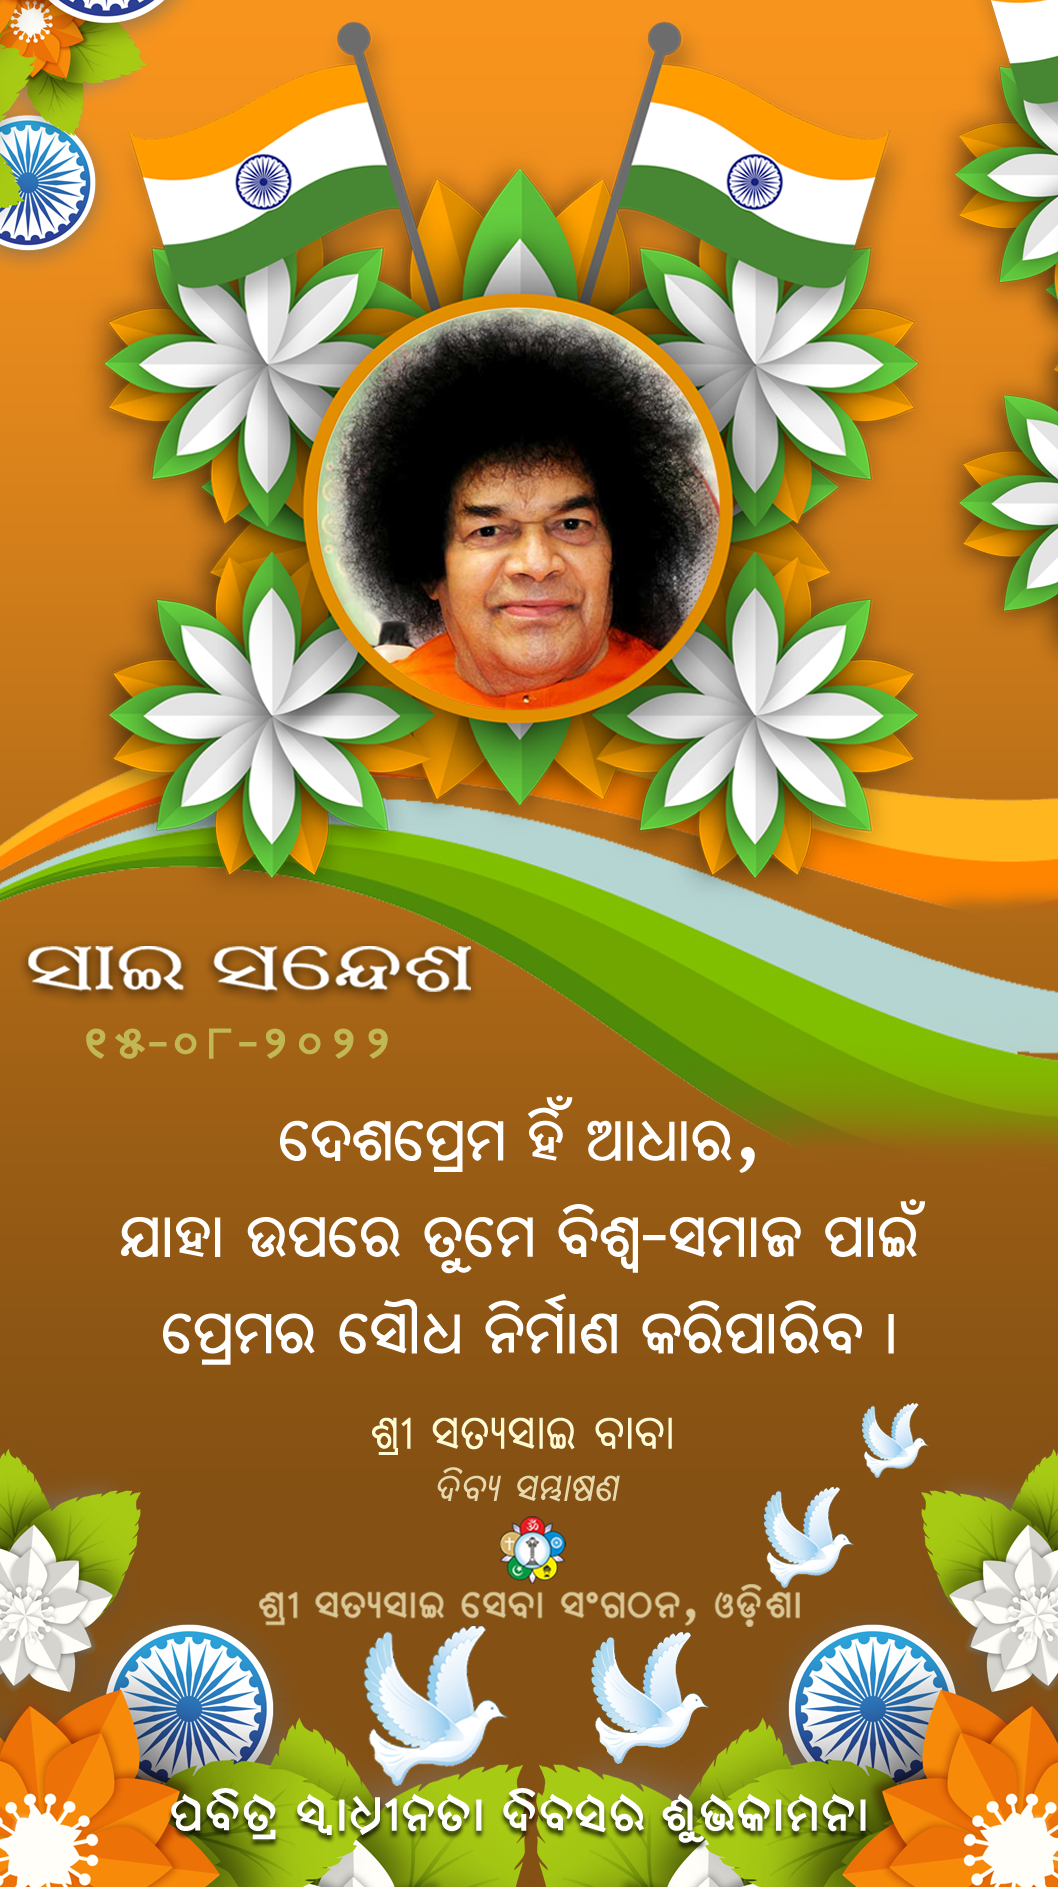 ସାଇ ସନ୍ଦେଶ
୧୫-୦୮-୨୦୨୨
ଦେଶପ୍ରେମ ହିଁ ଆଧାର,
ଯାହା ଉପରେ ତୁମେ ବିଶ୍ୱ-ସମାଜ ପାଇଁ
ପ୍ରେମର ସୌଧ ନିର୍ମାଣ କରିପାରିବ ।
ଶ୍ରୀ ସତ୍ୟସାଇ ବାବା
ଦିବ୍ୟ ସମ୍ଭାଷଣ
ଶ୍ରୀ ସତ୍ୟସାଇ ସେବା ସଂଗଠନ, ଓଡ଼ିଶା
ପବିତ୍ର ସ୍ୱାଧୀନତା ଦିବସର ଶୁଭକାମନା